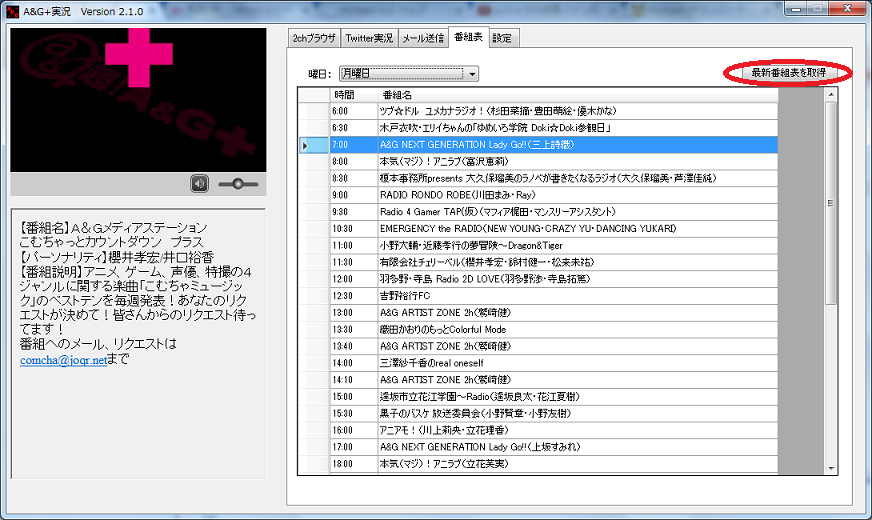 A&G+実況 Version 2.1.0
2chブラウザ Twitter実況 メール送信 番組表 設定
曜日: 月曜日 最新番組表を取得
時間 番組名
6:00 ツブ☆ドル ユメカナラジオ!(杉田菜摘・豊田萌絵・優木かな)
6:30 木戸衣吹・エリイちゃんの「ゆめいろ学院 Doki☆Doki参観日」
7:00 A&G NEXT GENERATION Lady Go!!(三上詩織)
8:00 本気(マジ)!アニラブ(富沢恵莉)
8:30 榎本事務所presents 大久保瑠美のラノベが書きたくなるラジオ(大久保瑠美・芦澤佳純)
9:00 RADIO RONDO ROBE(川田まみ・Ray)
9:30 Radio 4 Gamer TAP(仮)(マフィア梶田・マンスリーアシスタント)
10:30 EMERGENCY the RADIO(NEW YOUNG・CRAZY YU・DANCING YUKARI)
11:00 小野大輔・近藤孝行の夢冒険~Dragon&Tiger
11:30 有限会社チェリーベル(櫻井孝宏・鈴村健一・松来未祐)
12:00 羽多野・寺島 Radio 2D LOVE(羽多野渉・寺島拓篤)
12:30 吉野裕行FC
13:00 A&G ARTIST ZONE 2h(鷲崎健)
13:30 織田かおりのもっとColorful Mode
13:40 A&G ARTIST ZONE 2h(鷲崎健)
14:00 三澤紗千香のreal oneself
14:10 A&G ARTIST ZONE 2h(鷲崎健)
15:00 逢坂市立花江学園~Radio(逢坂良太・花江夏樹)
15:30 黒子のバスケ 放送委員会(小野賢章・小野友樹)
16:00 アニアモ!(川上莉央・立花理香)
17:00 A&G NEXT GENERATION Lady Go!!(上坂すみれ)
18:00 本気(マジ)!アニラブ(立花芙実)
【番組名】A&Gメディアステーション
こむちゃっとカウントダウン プラス
【パーソナリティ】櫻井孝宏/井口裕香
【番組説明】アニメ、ゲーム、声優、特撮の4
ジャンルに関する楽曲「こむちゃミュージッ
ク」のベストテンを毎週発表!あなたのリク
エストが決めて!皆さんからのリクエスト待っ
てます!
番組へのメール、リクエストは
comcha@joqr.netまで